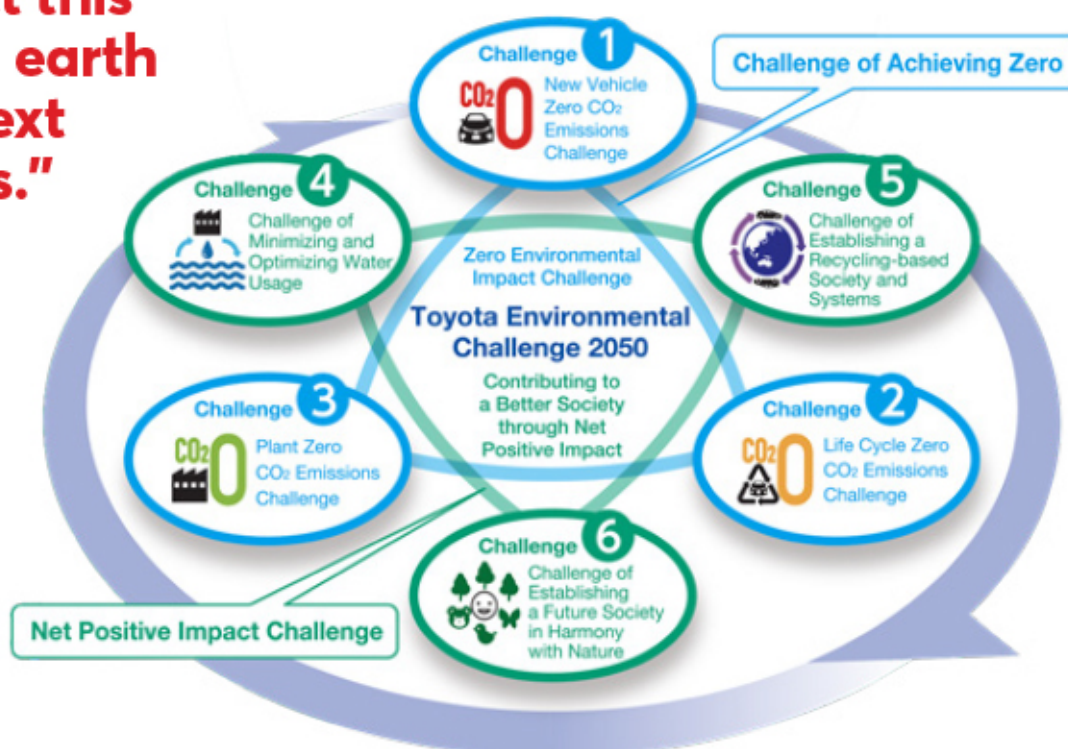 t this
earth
ext
s."
Challenge 1
CO₂ 0
New Vehicle
Zero CO₂
Emissions
Challenge
Challenge of Achieving Zero
Challenge 4
Challenge of
Minimizing and
Optimizing Water
Usage
Challenge 5
Challenge of
Establishing a
Recycling-based
Society and
Systems
Zero Environmental
Impact Challenge
Toyota Environmental
Challenge 2050
Contributing to
a Better Society
through Net
Positive Impact
Challenge 3
CO₂ 0
Plant Zero
CO₂ Emissions
Challenge
Challenge 2
CO₂ 0
Life Cycle Zero
CO₂ Emissions
Challenge
Challenge 6
Challenge of
Establishing
a Future Society
in Harmony
with Nature
Net Positive Impact Challenge